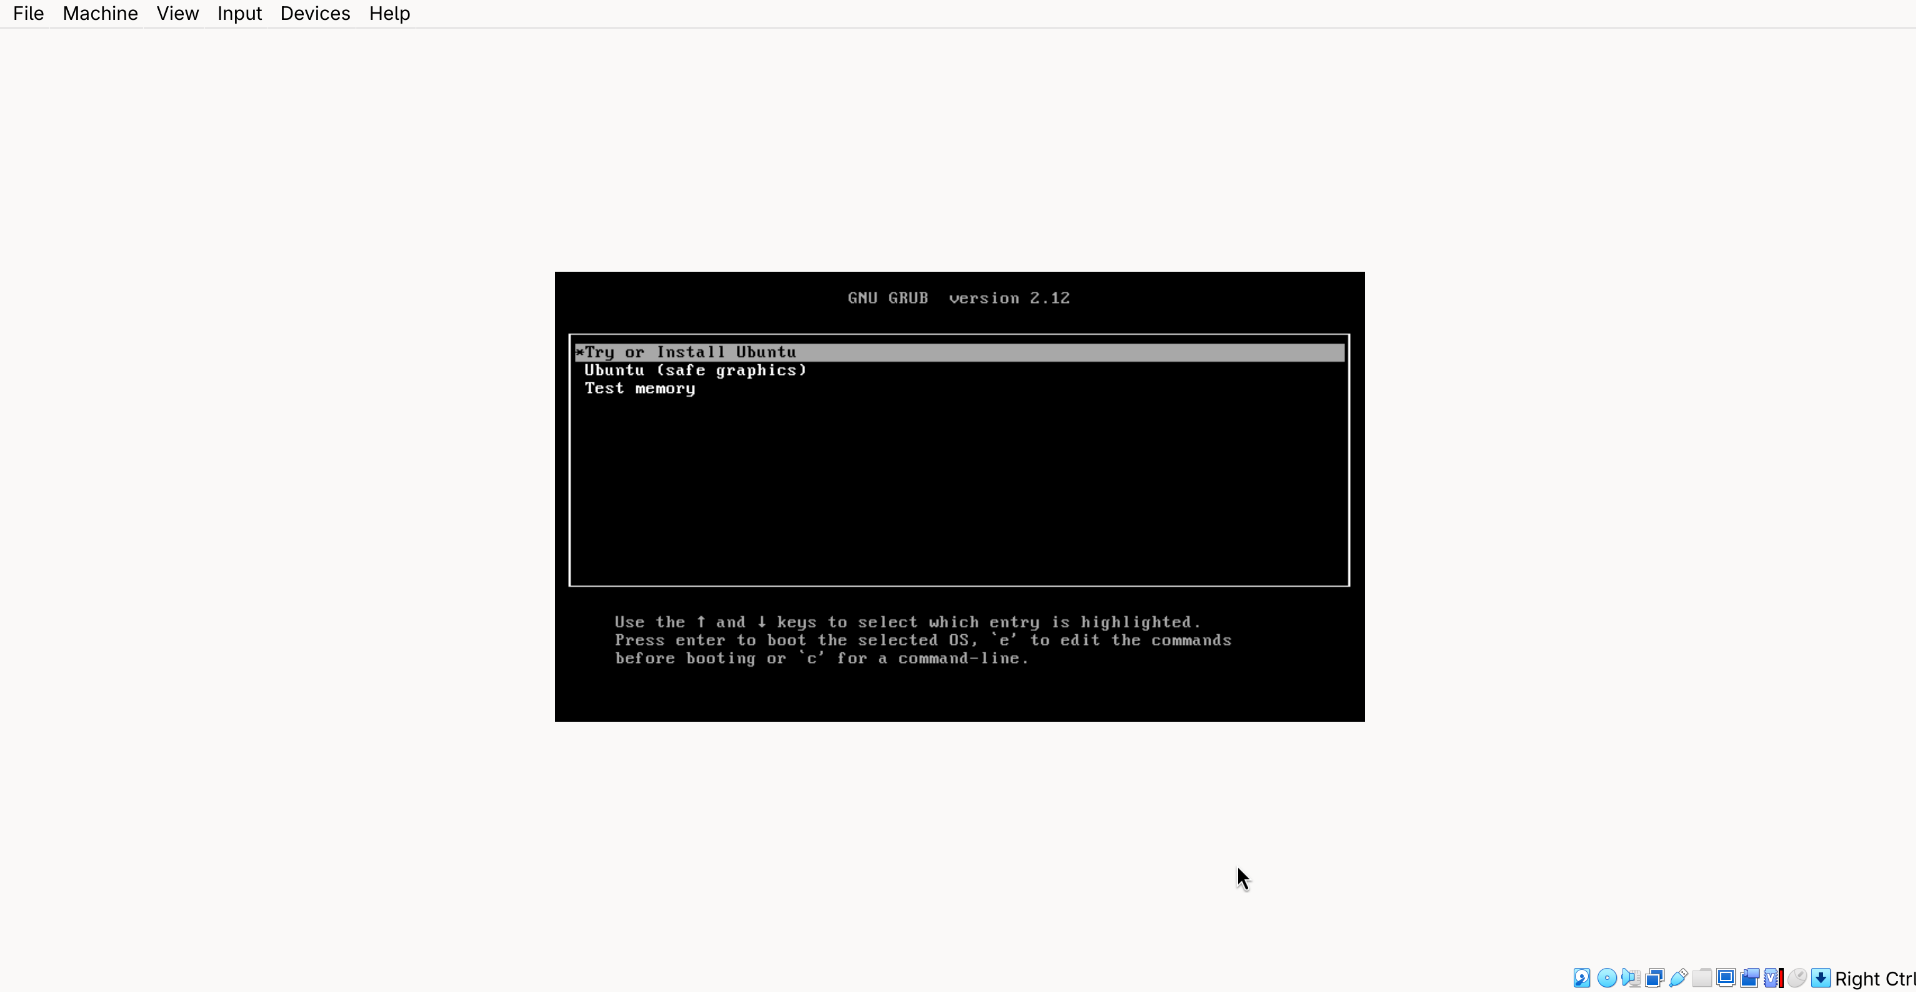 File Machine View Input Devices Help
GNU GRUB version 2.12
*Try or Install Ubuntu
Ubuntu (safe graphics)
Test memory
Use the ↑ and ↓ keys to select which entry is highlighted.
Press enter to boot the selected OS, `e' to edit the commands
before booting or `c' for a command-line.
Right Ctrl